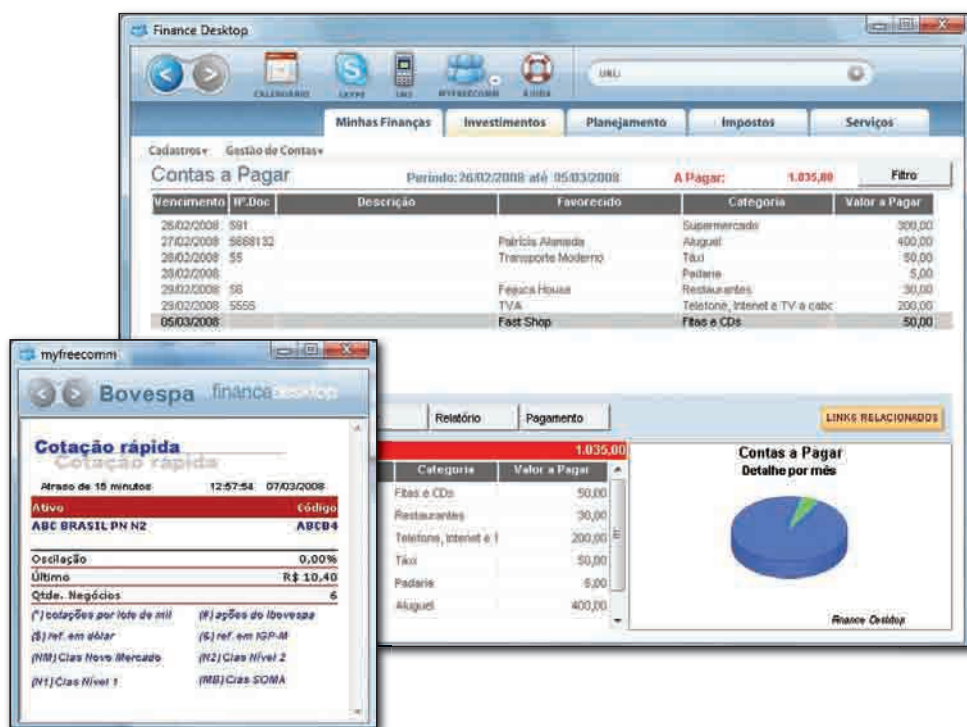 Finance Desktop
CALENDÁRIO SKYPE SMS MYFREECOMM AJUDA
Minhas Finanças Investimentos Planejamento Impostos Serviços
Cadastros Gestão de Contas
Contas a Pagar Período: 26/02/2008 até 05/03/2008 A Pagar: 1.035,00 Filtro
Vencimento Nº.Doc Descrição Favorecido Categoria Valor a Pagar
26/02/2008 591 Supermercado 300,00
27/02/2008 5668132 Patrícia Alameda Aluguel 400,00
28/02/2008 55 Transporte Moderno Táxi 50,00
28/02/2008 Padaria 5,00
29/02/2008 56 House Restaurantes 30,00
29/02/2008 5555 TVA Telefone, Internet e TV a cabo 200,00
05/03/2008 Fast Shop Fitas e CDs 50,00
Relatório Pagamento LINKS RELACIONADOS
1.035,00
Categoria Valor a Pagar
Fitas e CDs 50,00
Restaurantes 30,00
Telefone, Internet e T 200,00
Táxi 50,00
Padaria 5,00
Aluguel 400,00
Contas a Pagar
Detalhe por mês
Finance Desktop
myfreecomm
Bovespa finance desktop
Cotação rápida
Cotação rápida
Atraso de 15 minutos 12:57:54 07/03/2008
Ativo Código
ABC BRASIL PN N2 ABCB4
Oscilação 0,00%
Último R$ 10,40
Qtde. Negócios 6
(*) cotações por lote de mil (#) ações do Ibovespa
($) ref. em dólar (&) ref. em IGP-M
(NM) Cias Novo Mercado (N2) Cias Nível 2
(N1) Cias Nível 1 (MB) Cias SOMA